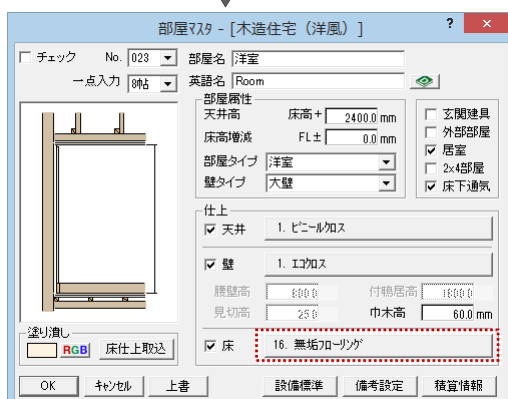 部屋ﾏｽﾀ - [木造住宅（洋風）]
? ×
チェック No. 023 部屋名 洋室
一点入力 8帖 英語名 Room
部屋属性
天井高 床高+ 2400.0 mm
床高増減 FL± 0.0 mm
部屋タイプ 洋室
壁タイプ 大壁
玄関建具
外部部屋
居室
2x4部屋
床下通気
仕上
天井 1. ﾋﾞﾆｰﾙｸﾛｽ
壁 1. ｴｺｸﾛｽ
腰壁高 800.0 付鴨居高 1800.0
見切高 25.0 巾木高 60.0 mm
床 16. 無垢ﾌﾛｰﾘﾝｸﾞ
塗り潰し
RGB 床仕上取込
OK ｷｬﾝｾﾙ 上書 設備標準 備考設定 積算情報